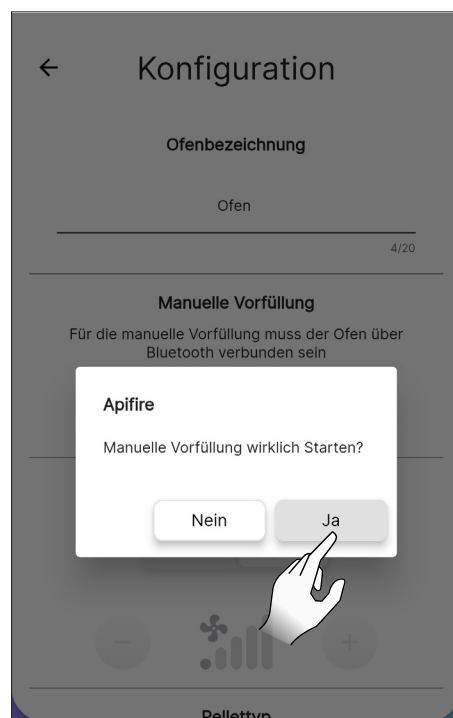 Konfiguration
Ofenbezeichnung
Ofen
4/20
Manuelle Vorfüllung
Für die manuelle Vorfüllung muss der Ofen über
Bluetooth verbunden sein
Apifire
Manuelle Vorfüllung wirklich Starten?
Nein
Ja
Pellettyp